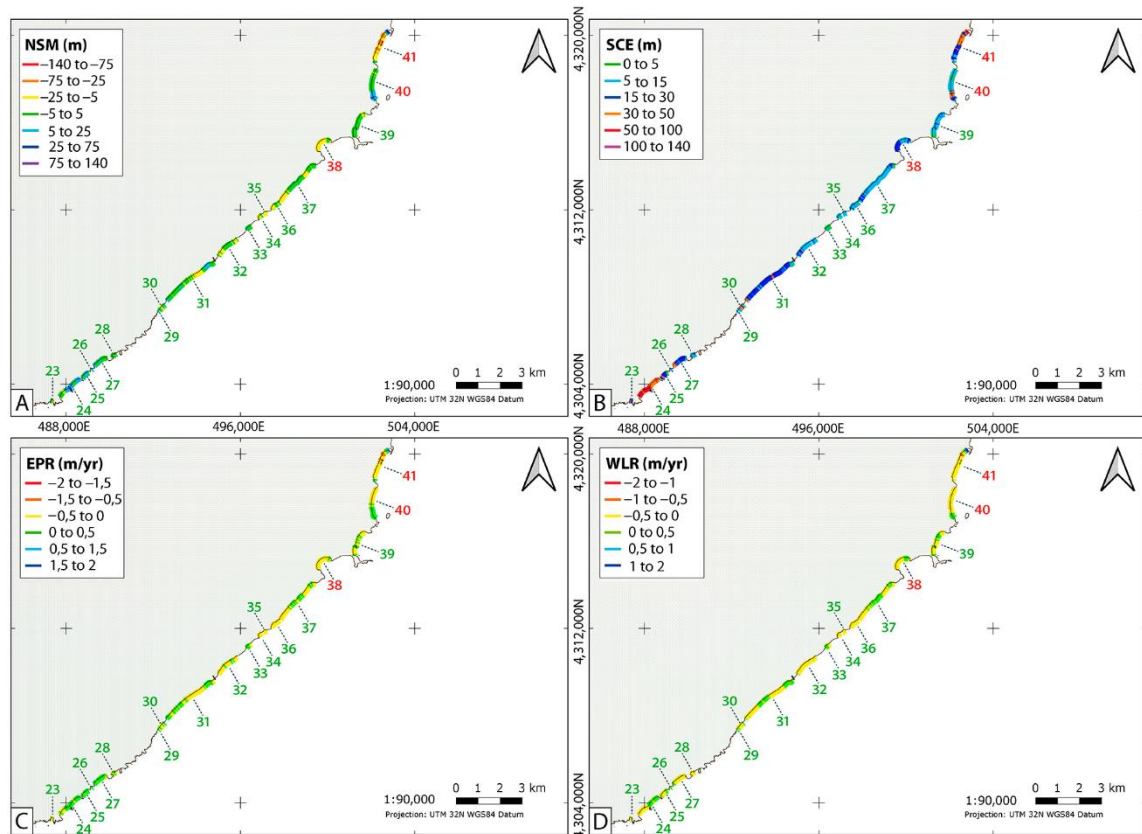 NSM (m)
−140 to −75
−75 to −25
−25 to −5
−5 to 5
5 to 25
25 to 75
75 to 140
41
40
39
38
37
35
36
34
33
32
31
30
29
28
26
27
25
23
24
0 1 2 3 km
1:90,000
Projection: UTM 32N WGS84 Datum
A
4,320,000N
4,312,000N
4,304,000N
SCE (m)
0 to 5
5 to 15
15 to 30
30 to 50
50 to 100
100 to 140
41
40
39
38
37
35
36
34
33
32
31
30
29
28
26
27
25
23
24
0 1 2 3 km
1:90,000
Projection: UTM 32N WGS84 Datum
B
488,000E 496,000E 504,000E
488,000E 496,000E 504,000E
EPR (m/yr)
−2 to −1,5
−1,5 to −0,5
−0,5 to 0
0 to 0,5
0,5 to 1,5
1,5 to 2
41
40
39
38
37
35
36
34
33
32
31
30
29
28
26
27
25
23
24
0 1 2 3 km
1:90,000
Projection: UTM 32N WGS84 Datum
C
4,320,000N
4,312,000N
4,304,000N
WLR (m/yr)
−2 to −1
−1 to −0,5
−0,5 to 0
0 to 0,5
0,5 to 1
1 to 2
41
40
39
38
37
35
36
34
33
32
31
30
29
28
26
27
25
23
24
0 1 2 3 km
1:90,000
Projection: UTM 32N WGS84 Datum
D